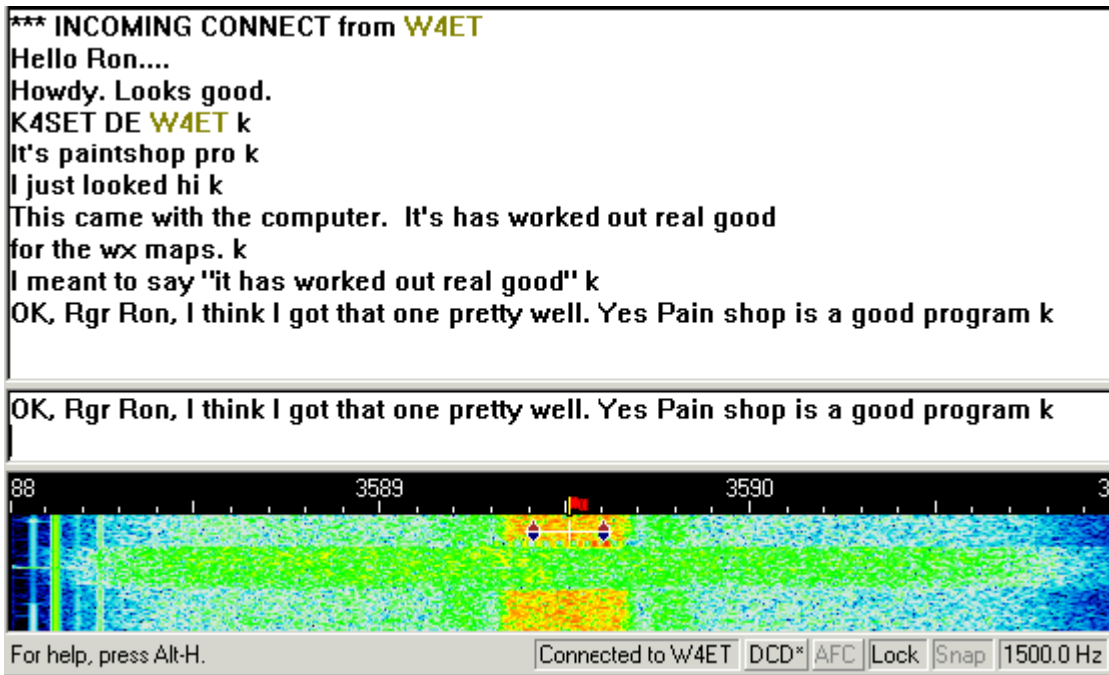 *** INCOMING CONNECT from W4ET
Hello Ron....
Howdy. Looks good.
K4SET DE W4ET k
It's paintshop pro k
I just looked hi k
This came with the computer.  It's has worked out real good
for the wx maps. k
I meant to say "it has worked out real good" k
OK, Rgr Ron, I think I got that one pretty well. Yes Pain shop is a good program k
OK, Rgr Ron, I think I got that one pretty well. Yes Pain shop is a good program k
88 3589 3590 3
For help, press Alt-H. Connected to W4ET DCD* AFC Lock Snap 1500.0 Hz